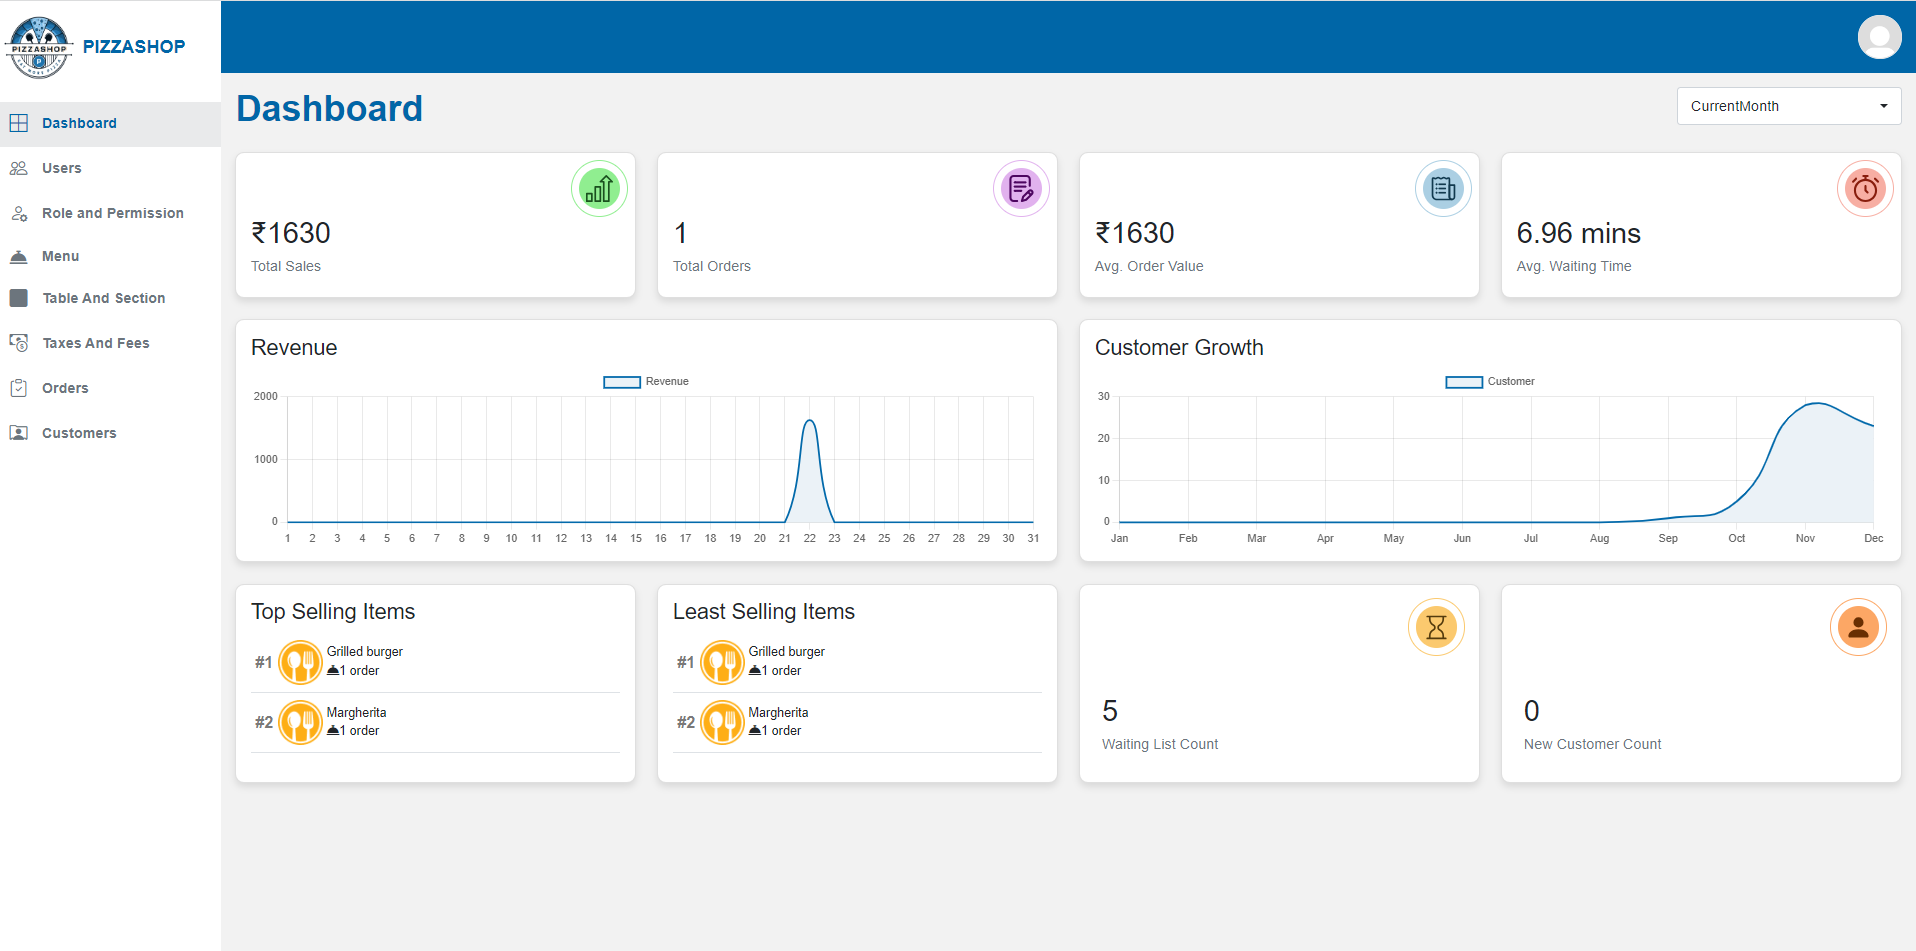 PIZZASHOP
EAT MORE PIZZA
PIZZASHOP
Dashboard
Users
Role and Permission
Menu
Table And Section
Taxes And Fees
Orders
Customers
Dashboard
CurrentMonth
₹1630
Total Sales
1
Total Orders
₹1630
Avg. Order Value
6.96 mins
Avg. Waiting Time
Revenue
Revenue
2000
1000
0
1 2 3 4 5 6 7 8 9 10 11 12 13 14 15 16 17 18 19 20 21 22 23 24 25 26 27 28 29 30 31
Customer Growth
Customer
30
20
10
0
Jan Feb Mar Apr May Jun Jul Aug Sep Oct Nov Dec
Top Selling Items
#1 Grilled burger
1 order
#2 Margherita
1 order
Least Selling Items
#1 Grilled burger
1 order
#2 Margherita
1 order
5
Waiting List Count
0
New Customer Count